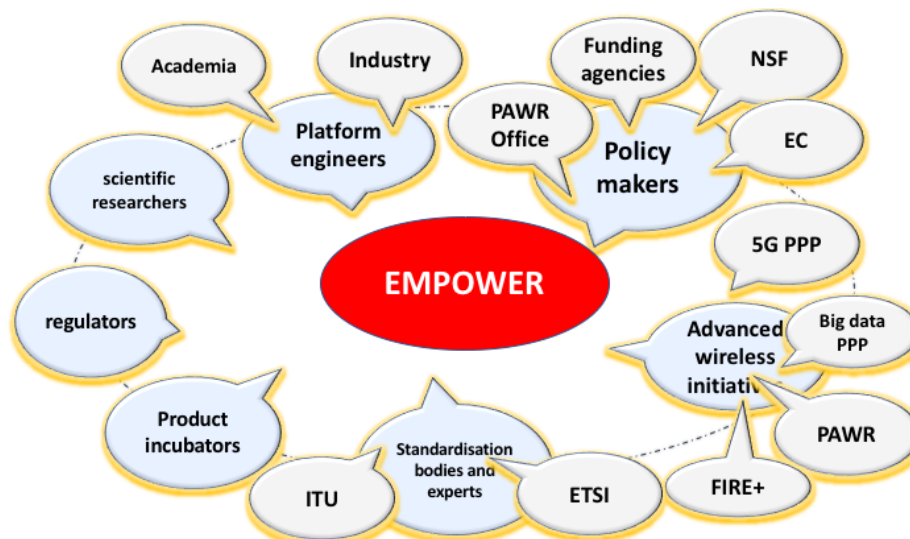 Academia
Industry
Funding
agencies
NSF
Platform
engineers
PAWR
Office
Policy
makers
EC
scientific
researchers
5G PPP
EMPOWER
regulators
Advanced
wireless
Big data
PPP
Product
incubators
Standardisation
bodies and
experts
PAWR
ITU
ETSI
FIRE+